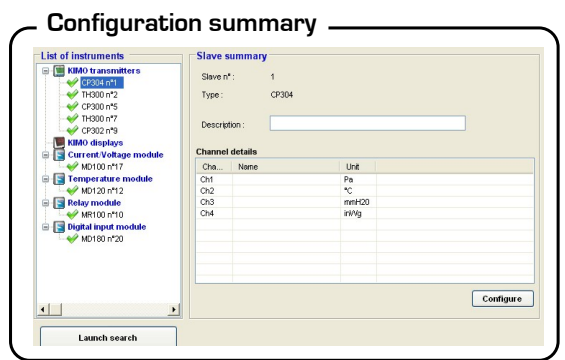 Configuration summary
List of instruments
KIMO transmitters
CP304 n°1
TH300 n°2
CP300 n°5
TH300 n°7
CP302 n°9
KIMO displays
Current/Voltage module
MD100 n°17
Temperature module
MD120 n°12
Relay module
MR100 n°10
Digital input module
MD180 n°20
Launch search
Slave summary
Slave n° : 1
Type : CP304
Description :
Channel details
Cha... Name Unit
Ch1 Pa
Ch2 °C
Ch3 mmH20
Ch4 inWg
Configure